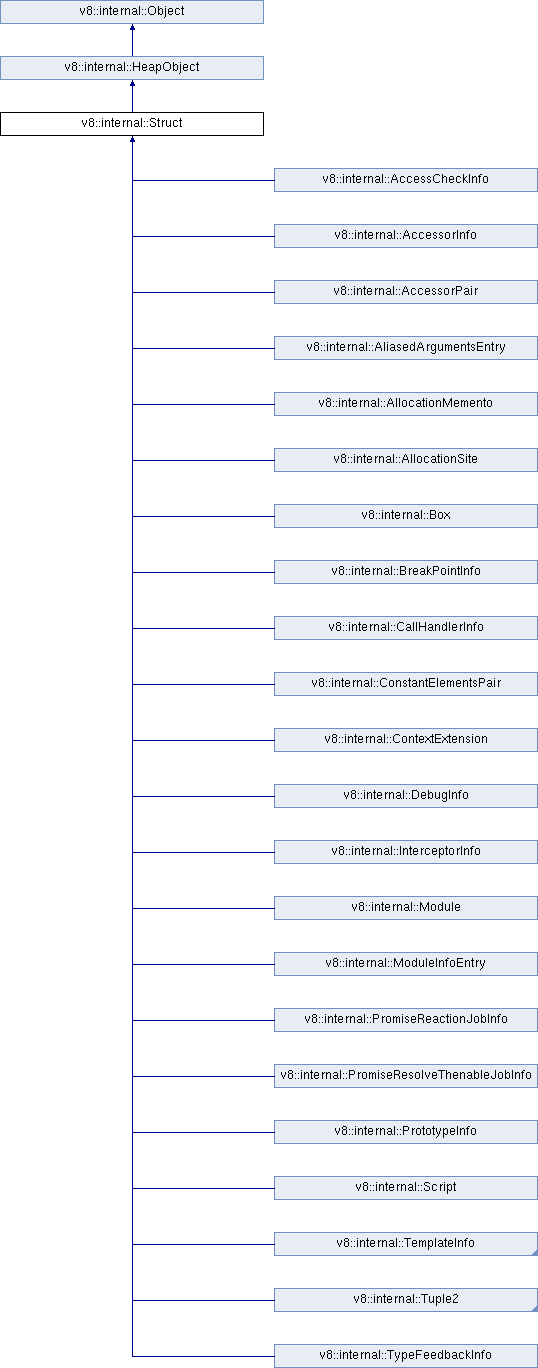 v8::internal::Object
v8::internal::HeapObject
v8::internal::Struct
v8::internal::AccessCheckInfo
v8::internal::AccessorInfo
v8::internal::AccessorPair
v8::internal::AliasedArgumentsEntry
v8::internal::AllocationMemento
v8::internal::AllocationSite
v8::internal::Box
v8::internal::BreakPointInfo
v8::internal::CallHandlerInfo
v8::internal::ConstantElementsPair
v8::internal::ContextExtension
v8::internal::DebugInfo
v8::internal::InterceptorInfo
v8::internal::Module
v8::internal::ModuleInfoEntry
v8::internal::PromiseReactionJobInfo
v8::internal::PromiseResolveThenableJobInfo
v8::internal::PrototypeInfo
v8::internal::Script
v8::internal::TemplateInfo
v8::internal::Tuple2
v8::internal::TypeFeedbackInfo